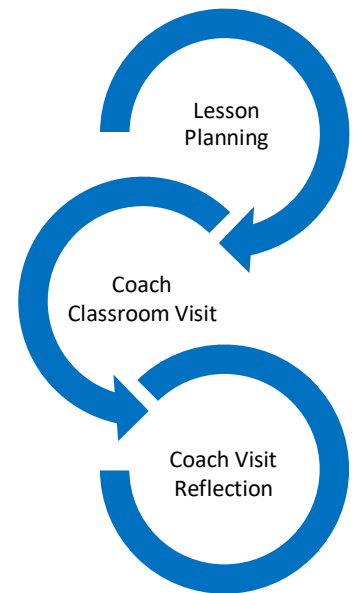 Lesson
Planning
Coach
Classroom Visit
Coach Visit
Reflection